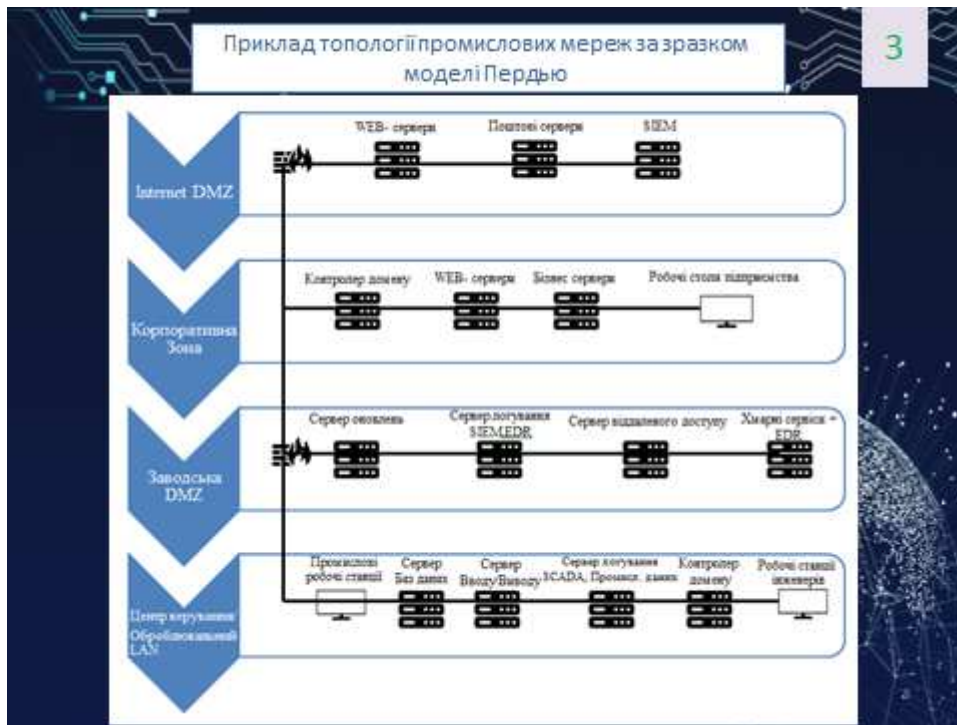 Приклад топології промислових мереж за зразком
моделі Пердью
3
Internet DMZ
WEB- сервери
Поштові сервери
SIEM
Корпоративна
Зона
Контролер домену
WEB- сервери
Бізнес сервери
Робочі столи підприємства
Заводська
DMZ
Сервер оновлень
Сервер логування
SIEM,EDR
Сервер віддаленого доступу
Хмарні сервіси +
EDR
Центр керування
Оброблювальний
LAN
Промислові
робочі станції
Сервер
Баз даних
Сервер
Вводу/Виводу
Сервер логування
SCADA, Промисл. даних
Контролер
домену
Робочі станції
інженерів